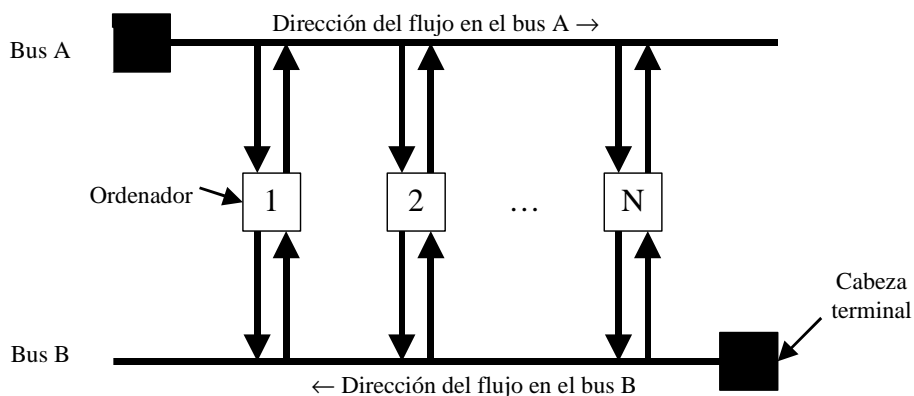 Dirección del flujo en el bus A →
Bus A
Ordenador
1
2
...
N
Cabeza
terminal
Bus B
← Dirección del flujo en el bus B